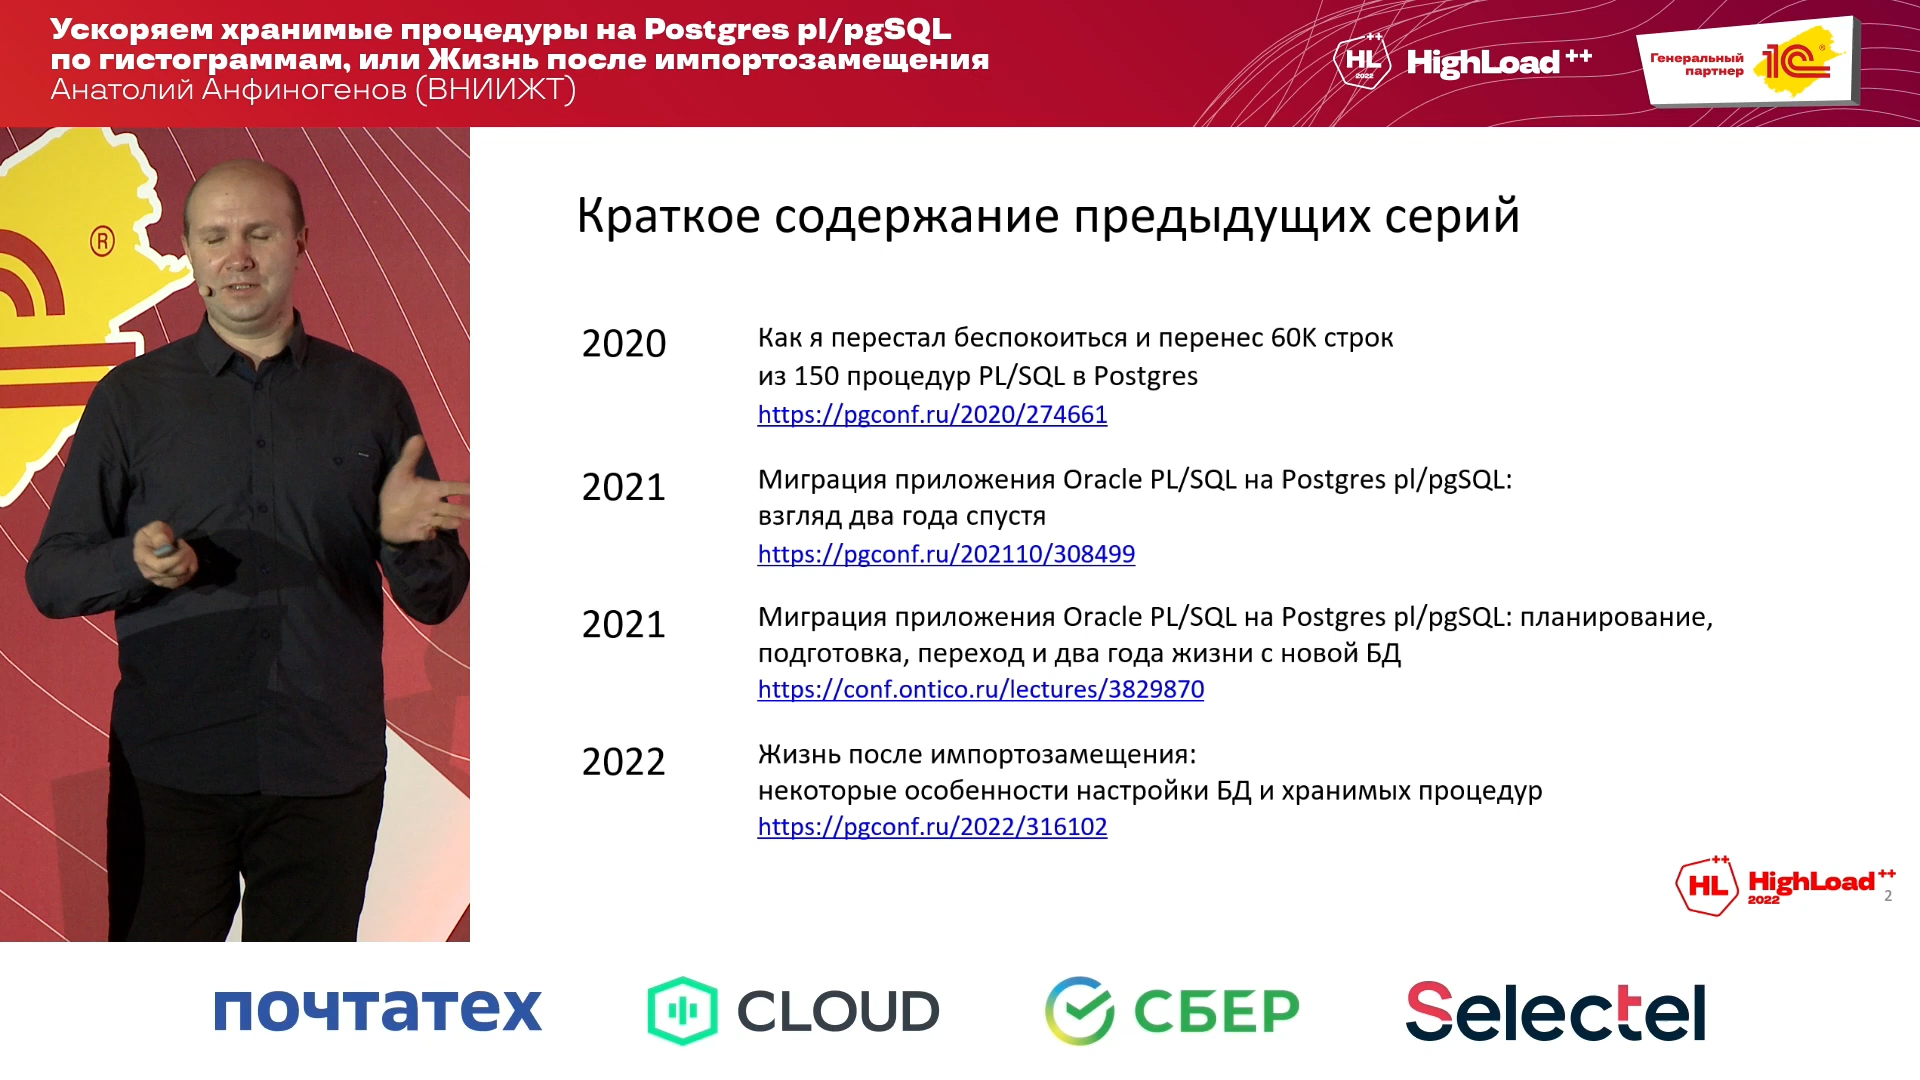 Ускоряем хранимые процедуры на Postgres pl/pgSQL
по гистограммам, или Жизнь после импортозамещения
Анатолий Анфиногенов (ВНИИЖТ)
HL++
2022
HighLoad++
Генеральный
партнер
1С®
®
Краткое содержание предыдущих серий
2020
Как я перестал беспокоиться и перенес 60K строк
из 150 процедур PL/SQL в Postgres
https://pgconf.ru/2020/274661
2021
Миграция приложения Oracle PL/SQL на Postgres pl/pgSQL:
взгляд два года спустя
https://pgconf.ru/202110/308499
2021
Миграция приложения Oracle PL/SQL на Postgres pl/pgSQL: планирование,
подготовка, переход и два года жизни с новой БД
https://conf.ontico.ru/lectures/3829870
2022
Жизнь после импортозамещения:
некоторые особенности настройки БД и хранимых процедур
https://pgconf.ru/2022/316102
HL++
HighLoad++
2022
2
почтатех
CLOUD
СБЕР
Selectel